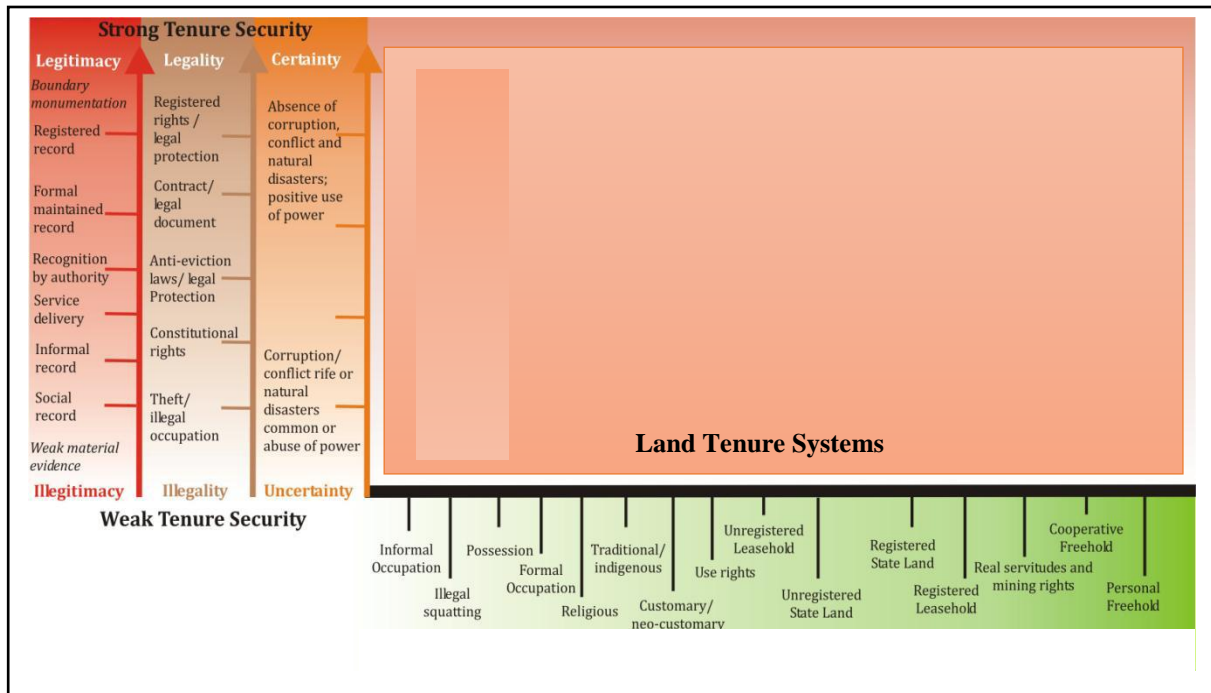 Strong Tenure Security
Legitimacy
Boundary
monumentation
Registered
record
Formal
maintained
record
Recognition
by authority
Service
delivery
Informal
record
Social
record
Weak material
evidence
Illegitimacy
Legality
Registered
rights /
legal
protection
Contract/
legal
document
Anti-eviction
laws/ legal
Protection
Constitutional
rights
Theft/
illegal
occupation
Illegality
Certainty
Absence of
corruption,
conflict and
natural
disasters;
positive use
of power
Corruption/
conflict rife or
natural
disasters
common or
abuse of power
Uncertainty
Weak Tenure Security
Land Tenure Systems
Informal
Occupation
Illegal
squatting
Possession
Formal
Occupation
Religious
Traditional/
indigenous
Customary/
neo-customary
Use rights
Unregistered
Leasehold
Unregistered
State Land
Registered
State Land
Registered
Leasehold
Real servitudes and
mining rights
Cooperative
Freehold
Personal
Freehold